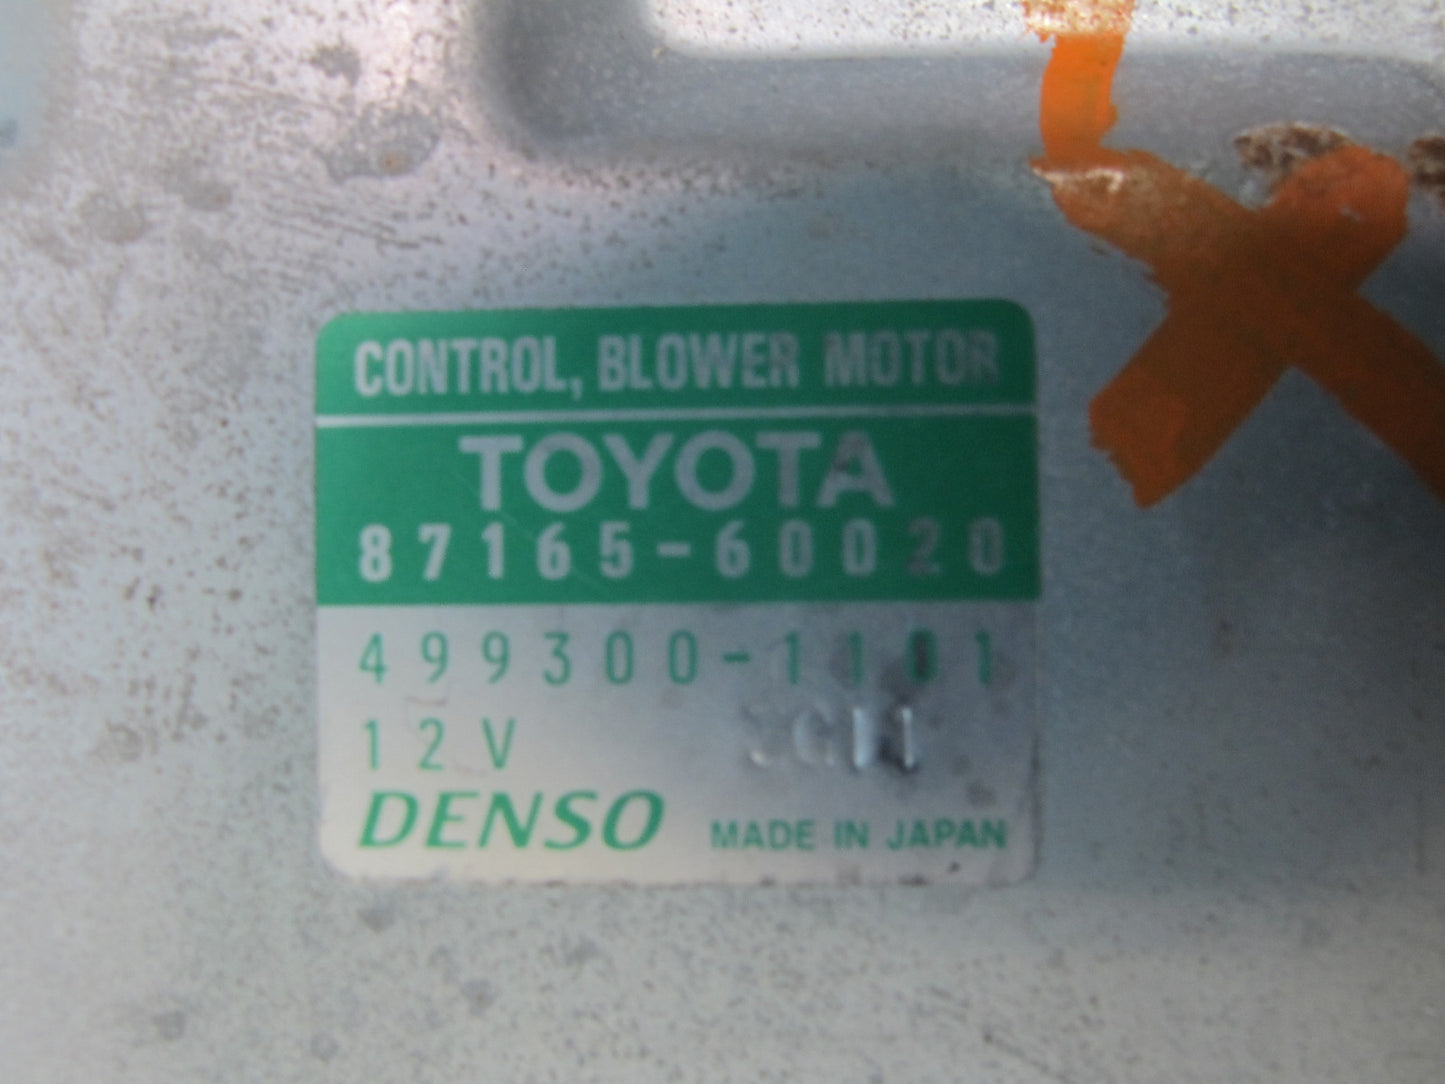 CONTROL, BLOWER MOTOR
TOYOTA
87165-60020
499300-1101
12V
DENSO MADE IN JAPAN